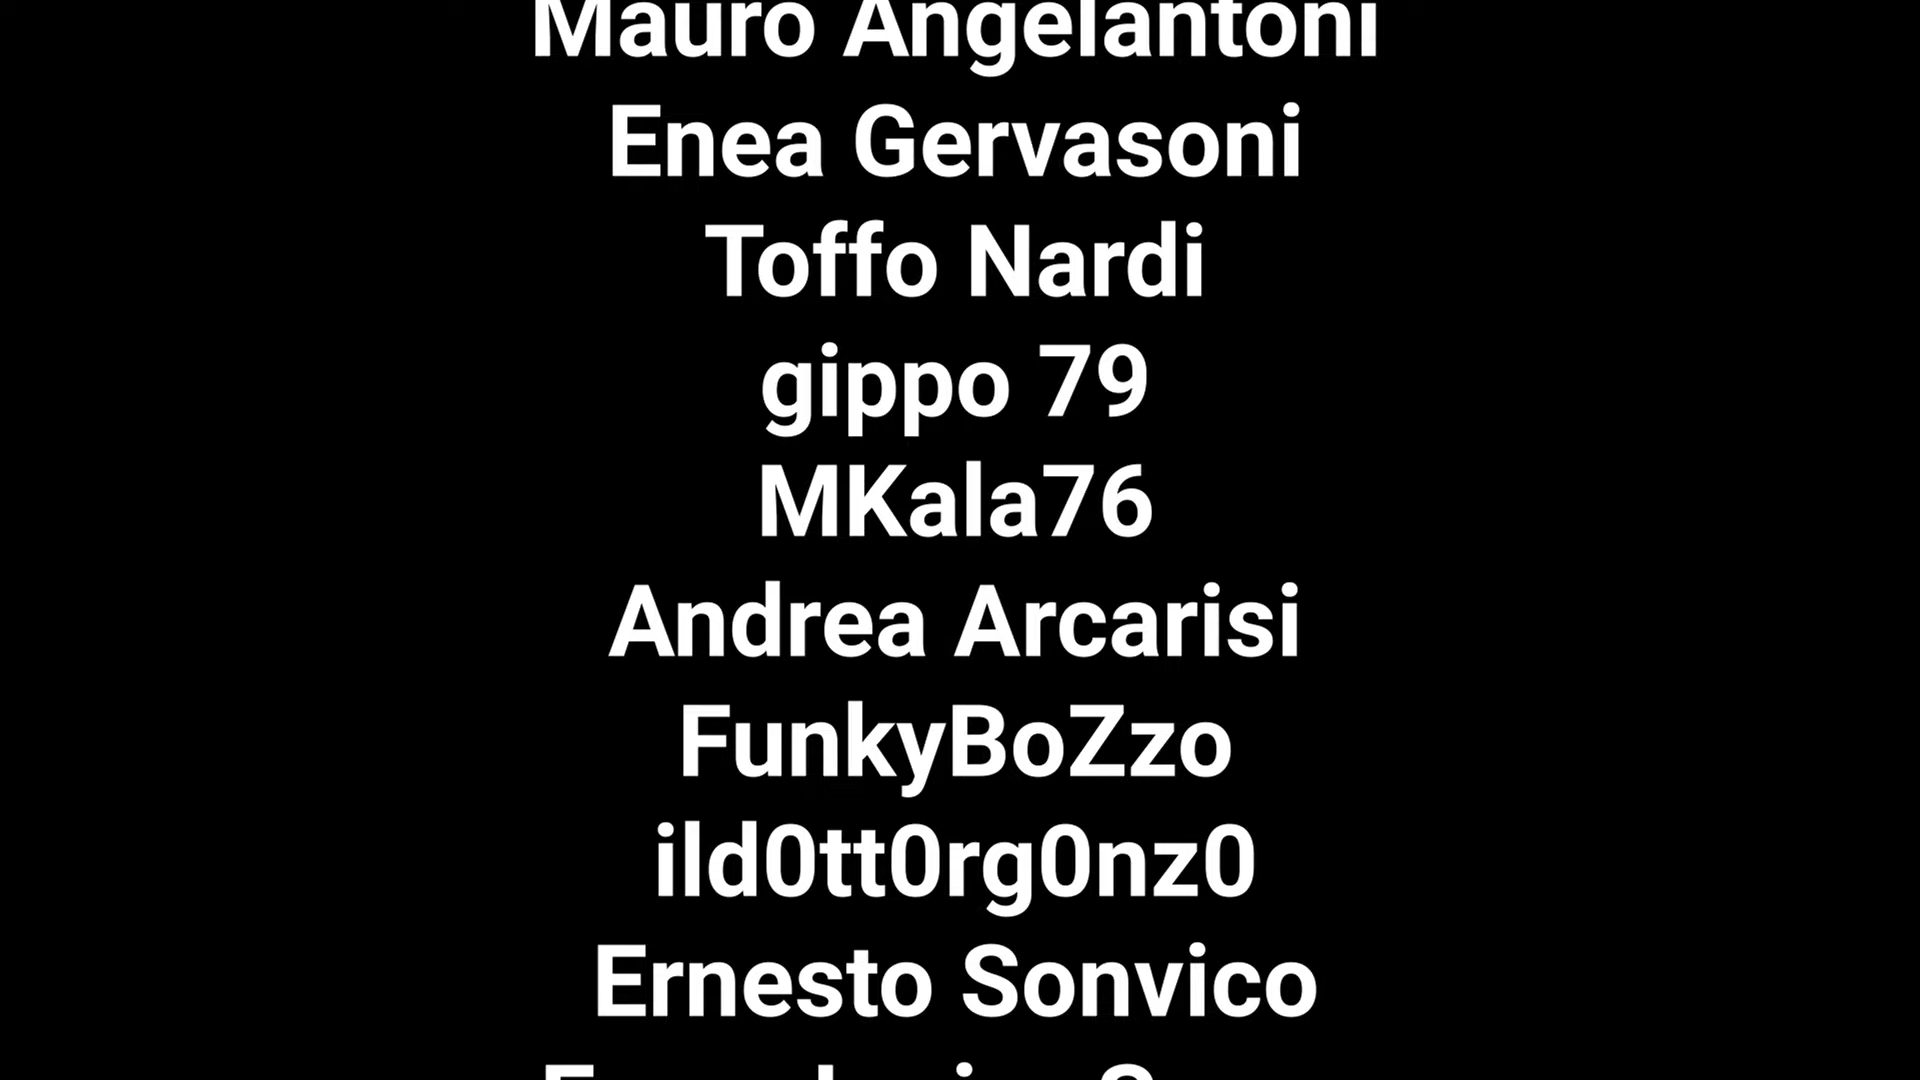 Mauro Angelantoni
Enea Gervasoni
Toffo Nardi
gippo 79
MKala76
Andrea Arcarisi
FunkyBoZzo
ild0tt0rg0nz0
Ernesto Sonvico